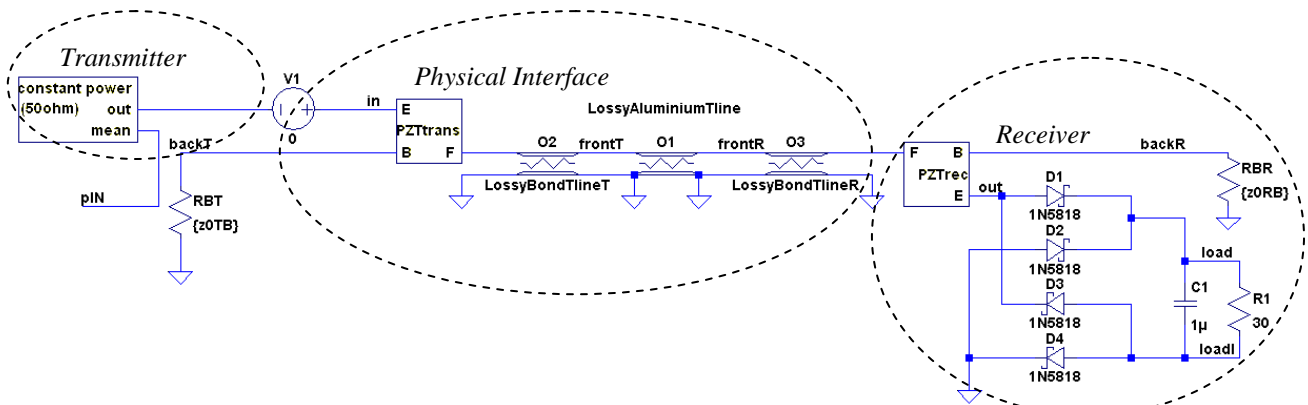 Transmitter
constant power
(50ohm)
out
mean
pIN
backT
RBT
{z0TB}
V1
0
in
Physical Interface
E
PZTtrans
B
F
LossyAluminiumTline
O2
frontT
O1
frontR
O3
LossyBondTlineT
LossyBondTlineR
Receiver
F
B
PZTrec
E
out
backR
RBR
{z0RB}
D1
1N5818
D2
1N5818
D3
1N5818
D4
1N5818
load
C1
1µ
R1
30
loadl